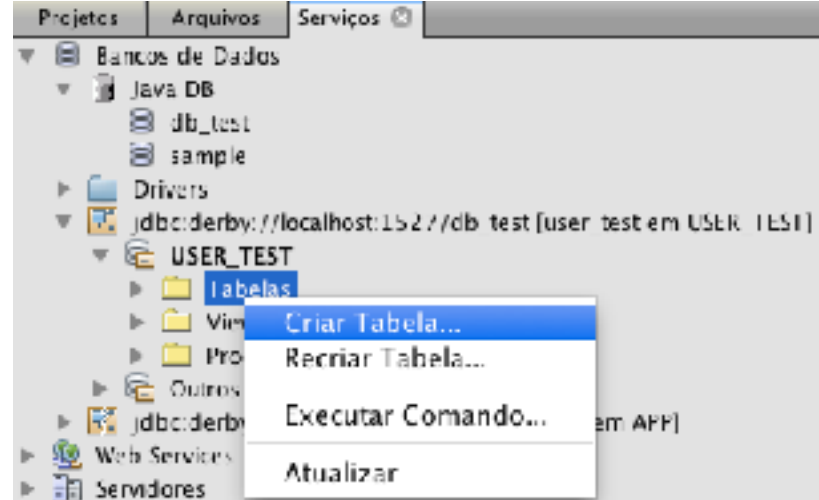 Projetos Arquivos Serviços
Bancos de Dados
Java DB
db_test
sample
Drivers
jdbc:derby://localhost:1527/db_test [user_test em USER_TEST]
USER_TEST
Tabelas
Criar Tabela...
Recriar Tabela...
Outros
Executar Comando...
jdbc:derby em APP]
Web Services
Atualizar
Servidores